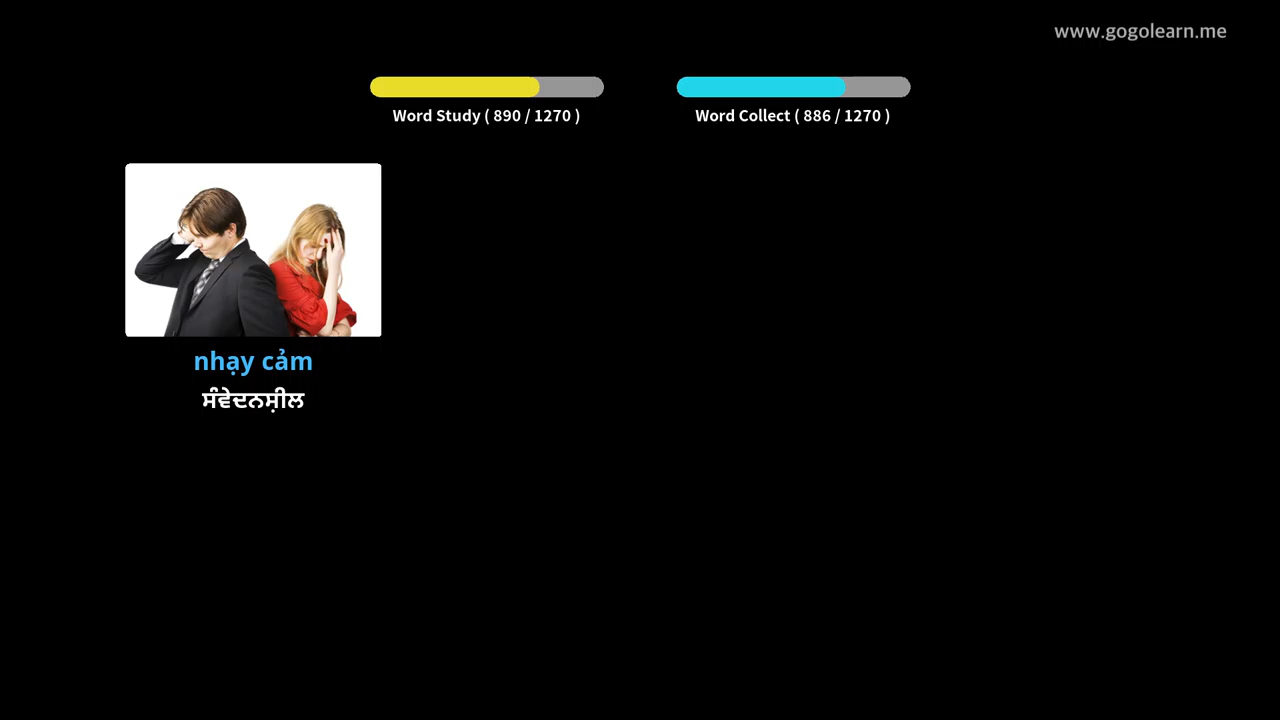 www.gogolearn.me
Word Study ( 890 / 1270 )
Word Collect ( 886 / 1270 )
nhạy cảm
ਸੰਵੇਦਨਸ਼ੀਲ